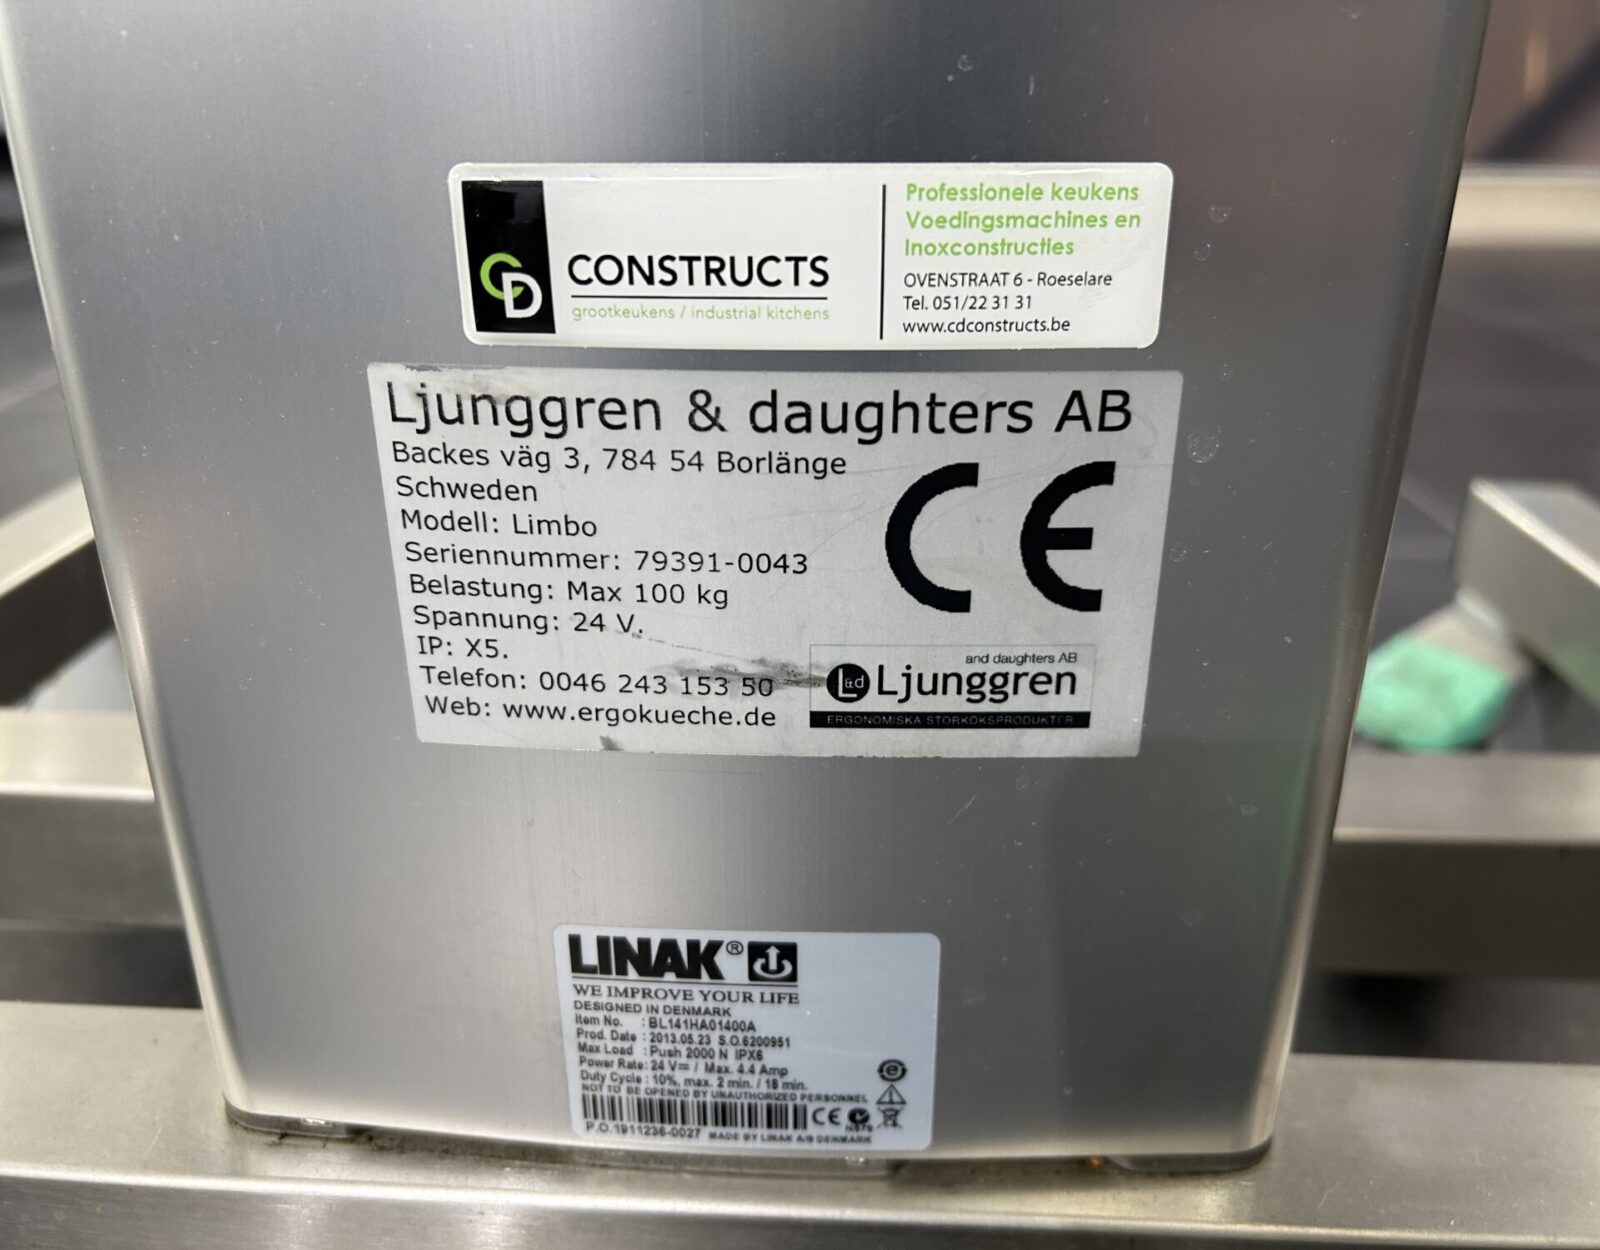 CD
CONSTRUCTS
grootkeukens / industrial kitchens
Professionele keukens
Voedingsmachines en
Inoxconstructies
OVENSTRAAT 6 - Roeselare
Tel. 051/22 31 31
www.cdconstructs.be
Ljunggren & daughters AB
Backes väg 3, 784 54 Borlänge
Schweden
Modell: Limbo
Seriennummer: 79391-0043
Belastung: Max 100 kg
Spannung: 24 V.
IP: X5.
Telefon: 0046 243 153 50
Web: www.ergokueche.de
CE
and daughters AB
L&d Ljunggren
ERGONOMISKA STORKÖKSPRODUKTER
LINAK®
WE IMPROVE YOUR LIFE
DESIGNED IN DENMARK
Item No. : BL141HA01400A
Prod. Date : 2013.05.23 S.O.6200951
Max Load : Push 2000 N IPX6
Power Rate: 24 V⎓ / Max. 4.4 Amp
Duty Cycle : 10%, max. 2 min. / 18 min.
NOT TO BE OPENED BY UNAUTHORIZED PERSONNEL
CE
N676
P.O.1911236-0027 MADE BY LINAK A/S DENMARK